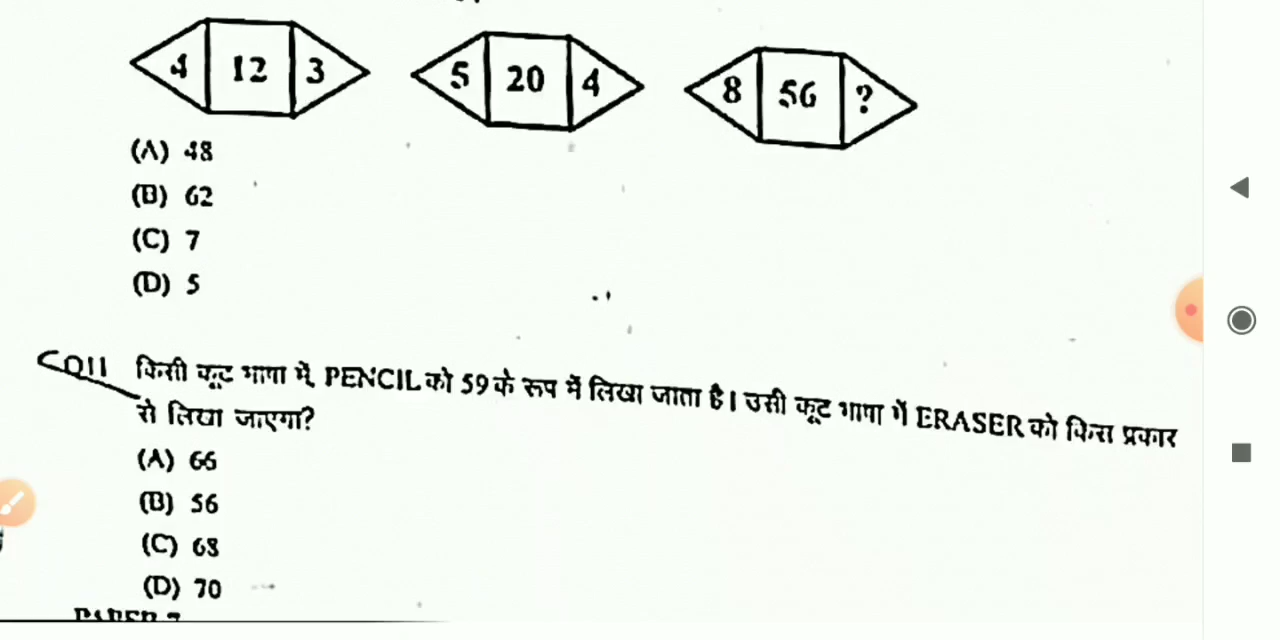 4 12 3 5 20 4 8 56 ?
(A) 48
(B) 62
(C) 7
(D) 5
Q11 किसी कूट भाषा में, PENCIL को 59 के रूप में लिखा जाता है। उसी कूट भाषा में ERASER को किस प्रकार
से लिखा जाएगा?
(A) 66
(B) 56
(C) 68
(D) 70